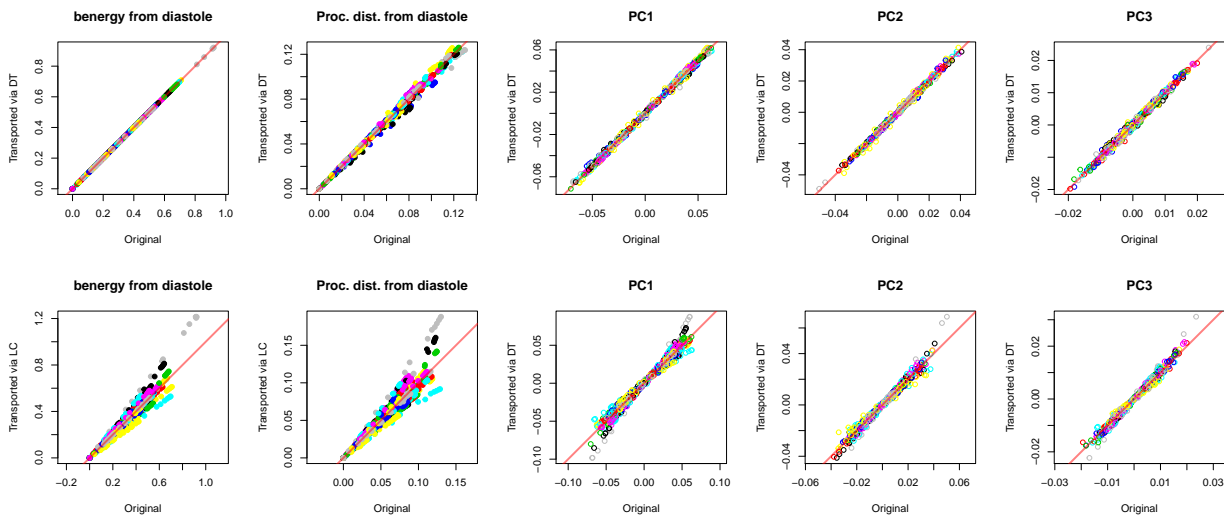 benergy from diastole
Transported via DT
0.0 0.2 0.4 0.6 0.8
0.0 0.2 0.4 0.6 0.8 1.0
Original
Proc. dist. from diastole
Transported via DT
0.00 0.04 0.08 0.12
0.00 0.04 0.08 0.12
Original
PC1
Transported via DT
−0.06 −0.02 0.02 0.06
−0.05 0.00 0.05
Original
PC2
Transported via DT
−0.04 0.00 0.02 0.04
−0.04 0.00 0.02 0.04
Original
PC3
Transported via DT
−0.02 0.00 0.02
−0.02 0.00 0.01 0.02
Original
benergy from diastole
Transported via LC
0.0 0.4 0.8 1.2
−0.2 0.2 0.6 1.0
Original
Proc. dist. from diastole
Transported via LC
0.00 0.05 0.10 0.15
0.00 0.05 0.10 0.15
Original
PC1
Transported via DT
−0.10 −0.05 0.00 0.05
−0.10 −0.05 0.00 0.05 0.10
Original
PC2
Transported via DT
−0.04 0.00 0.04
−0.06 −0.02 0.02 0.06
Original
PC3
Transported via DT
−0.02 0.00 0.02
−0.03 −0.01 0.01 0.03
Original